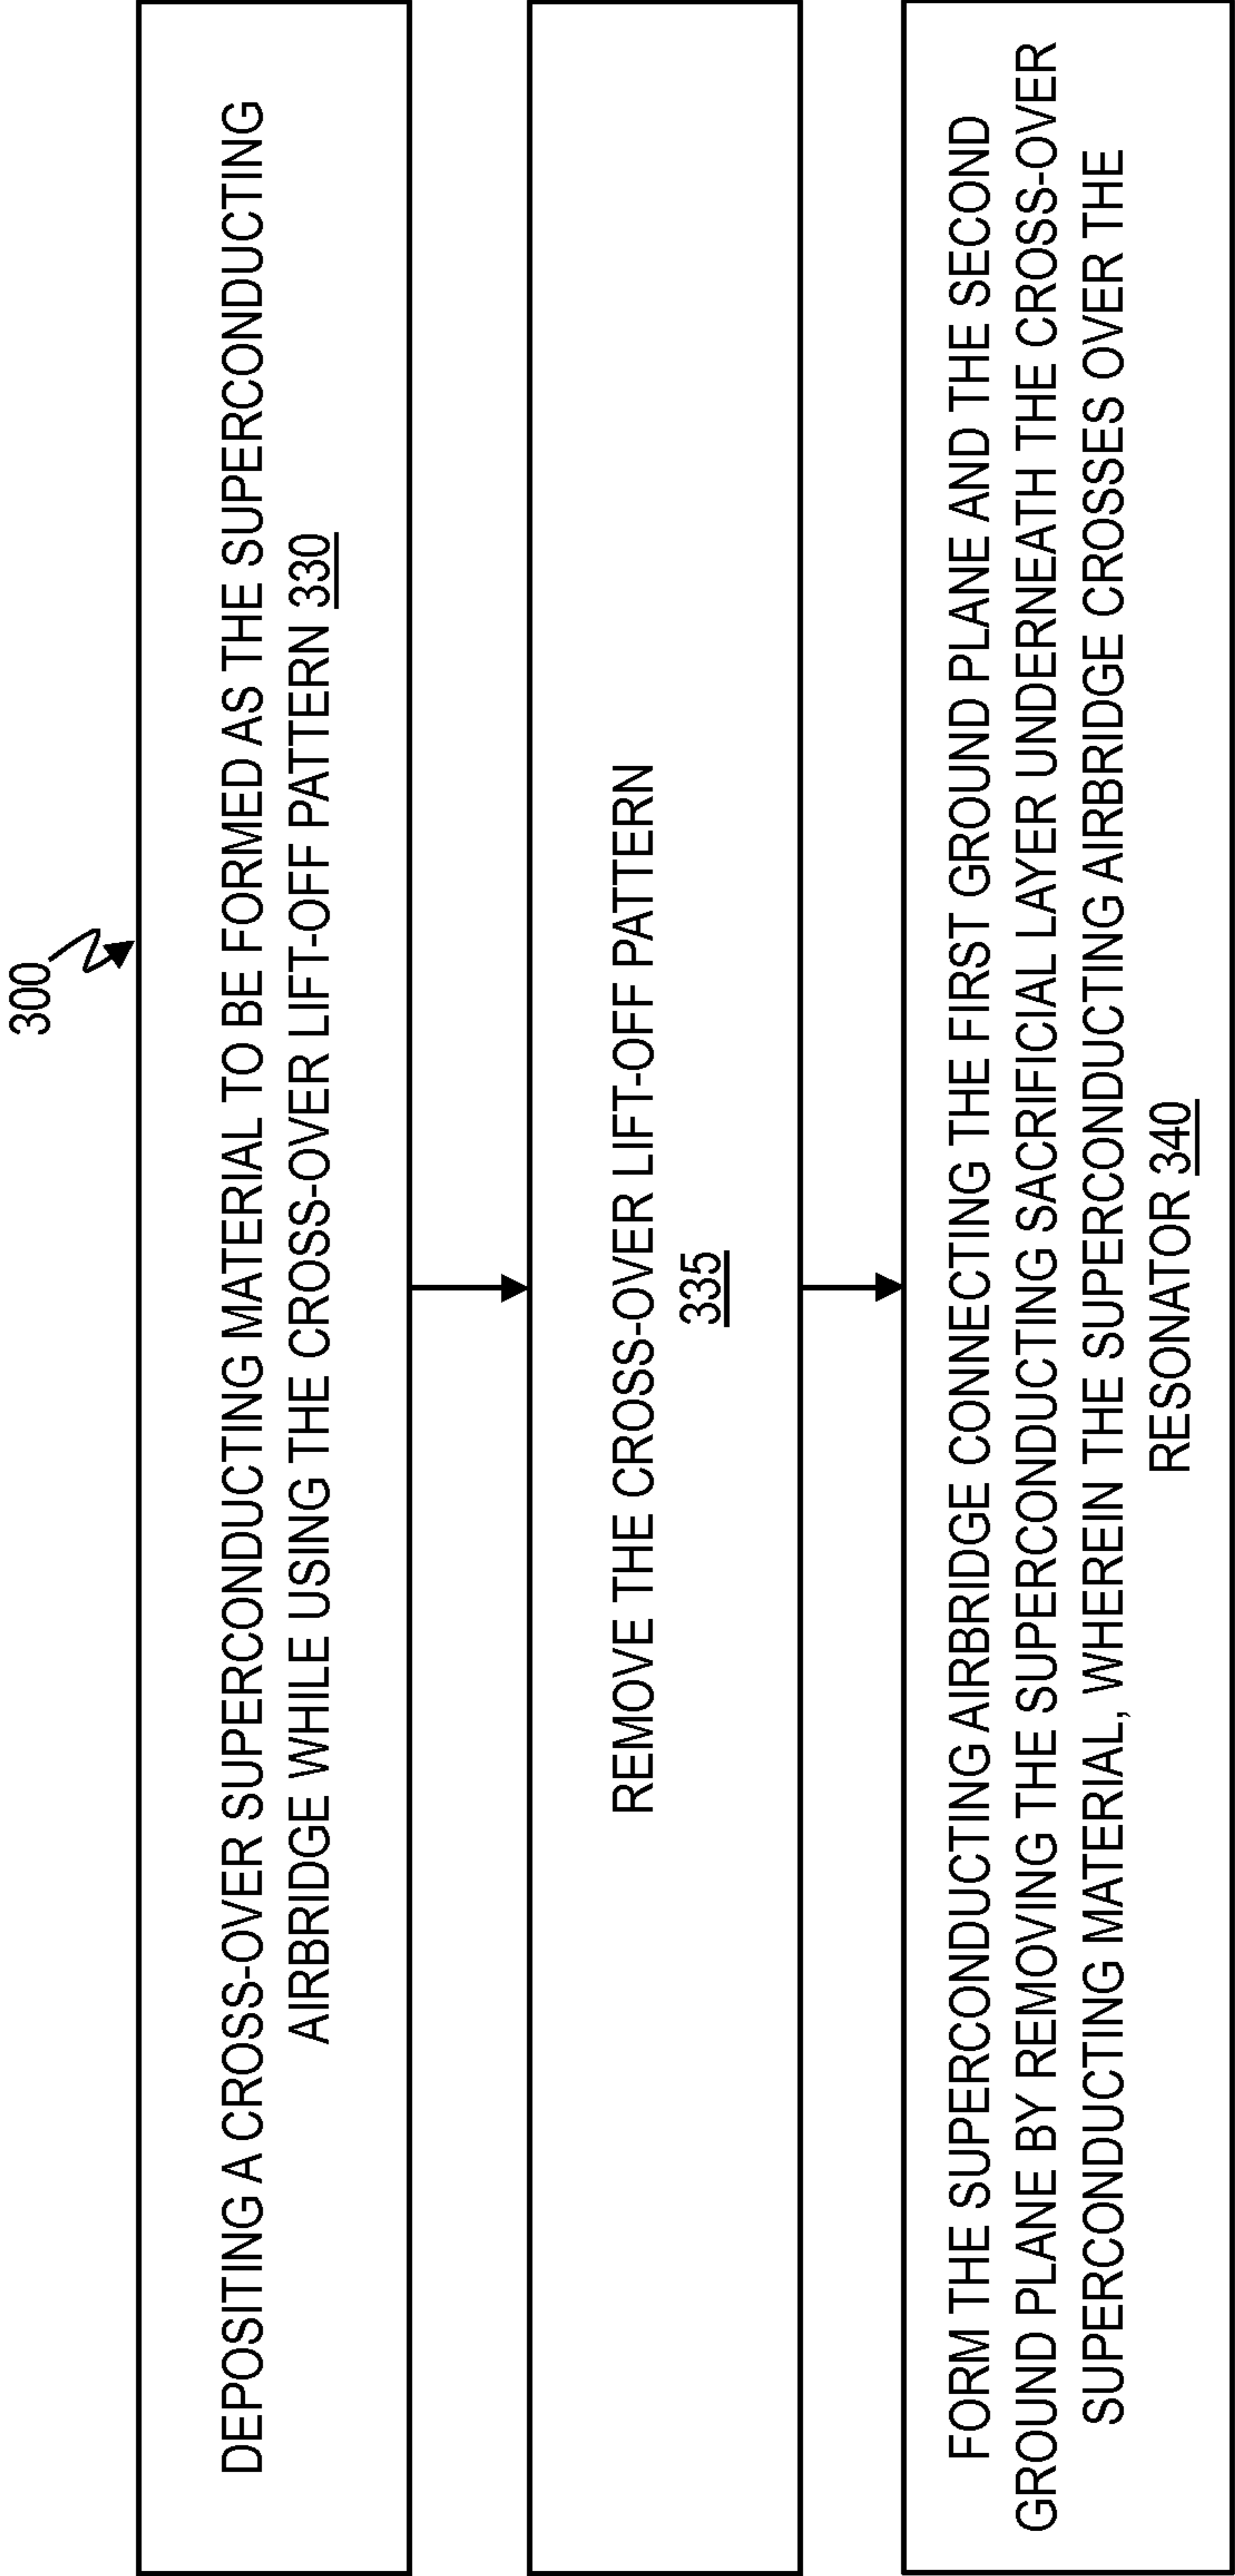 300
DEPOSITING A CROSS-OVER SUPERCONDUCTING MATERIAL TO BE FORMED AS THE SUPERCONDUCTING
AIRBRIDGE WHILE USING THE CROSS-OVER LIFT-OFF PATTERN 330
REMOVE THE CROSS-OVER LIFT-OFF PATTERN
335
FORM THE SUPERCONDUCTING AIRBRIDGE CONNECTING THE FIRST GROUND PLANE AND THE SECOND
GROUND PLANE BY REMOVING THE SUPERCONDUCTING SACRIFICIAL LAYER UNDERNEATH THE CROSS-OVER
SUPERCONDUCTING MATERIAL, WHEREIN THE SUPERCONDUCTING AIRBRIDGE CROSSES OVER THE
RESONATOR 340